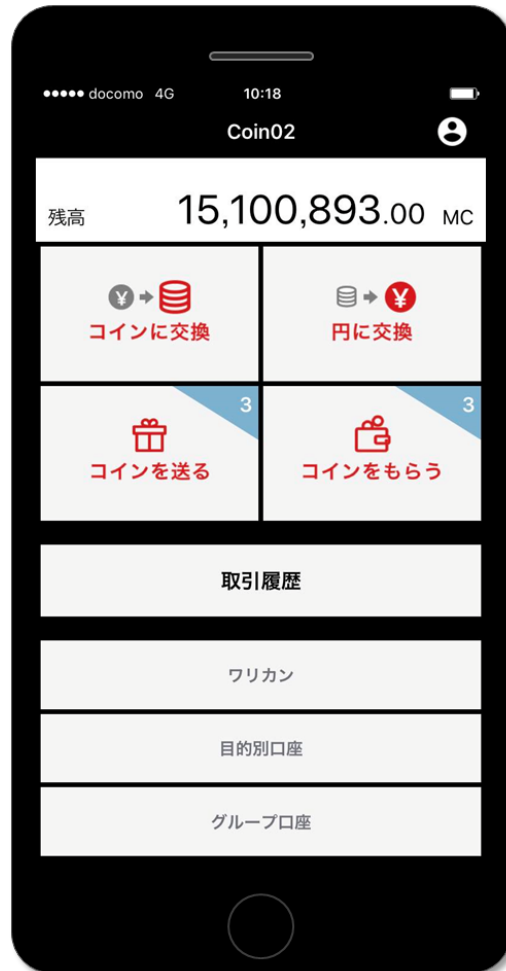 docomo 4G 10:18
Coin02
残高 15,100,893.00 MC
¥ ¥
コインに交換 円に交換
3 3
コインを送る コインをもらう
取引履歴
ワリカン
目的別口座
グループ口座